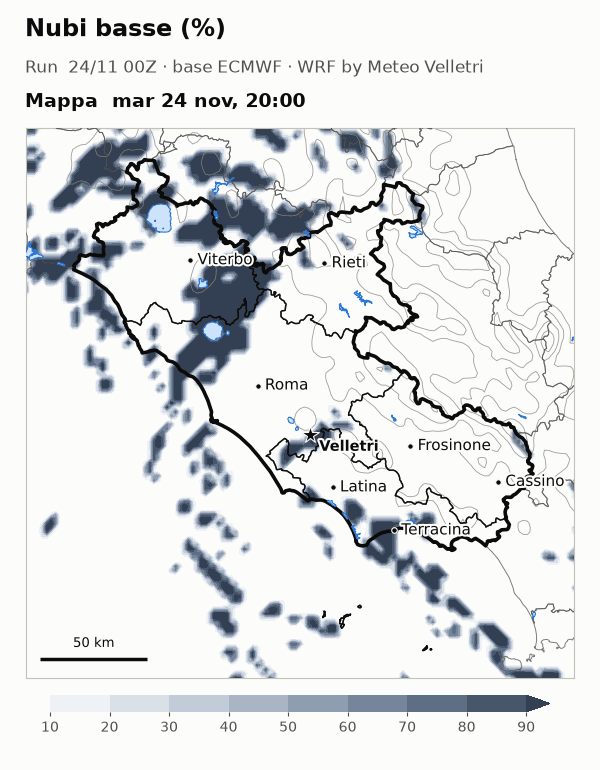 Nubi basse (%)
Run  24/11 00Z · base ECMWF · WRF by Meteo Velletri
Mappa  mar 24 nov, 20:00
Viterbo
Rieti
Roma
Velletri
Frosinone
Cassino
Latina
Terracina
50 km
10 20 30 40 50 60 70 80 90